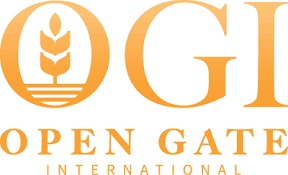 OGI
OPEN GATE
INTERNATIONAL